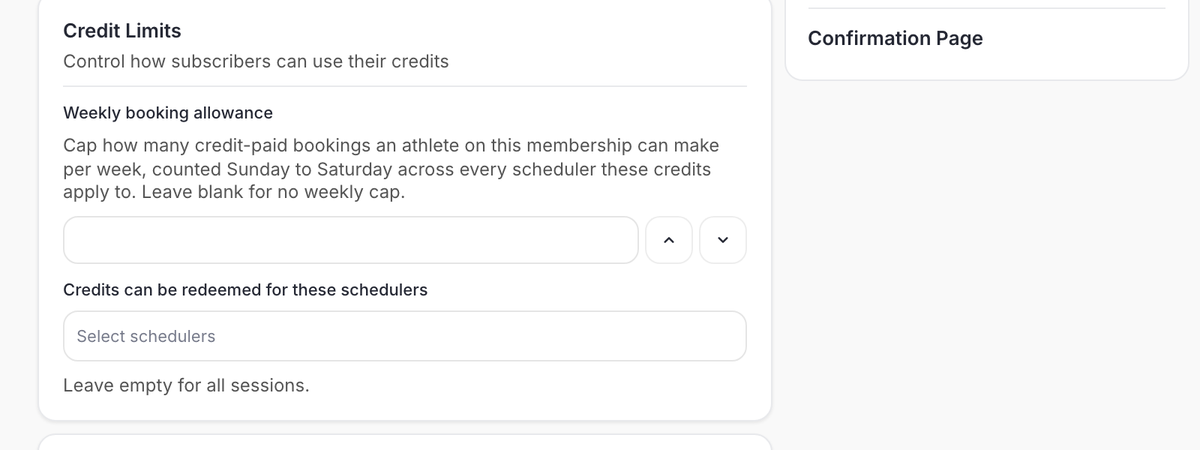 Credit Limits
Control how subscribers can use their credits
Weekly booking allowance
Cap how many credit-paid bookings an athlete on this membership can make
per week, counted Sunday to Saturday across every scheduler these credits
apply to. Leave blank for no weekly cap.
Credits can be redeemed for these schedulers
Select schedulers
Leave empty for all sessions.
Confirmation Page